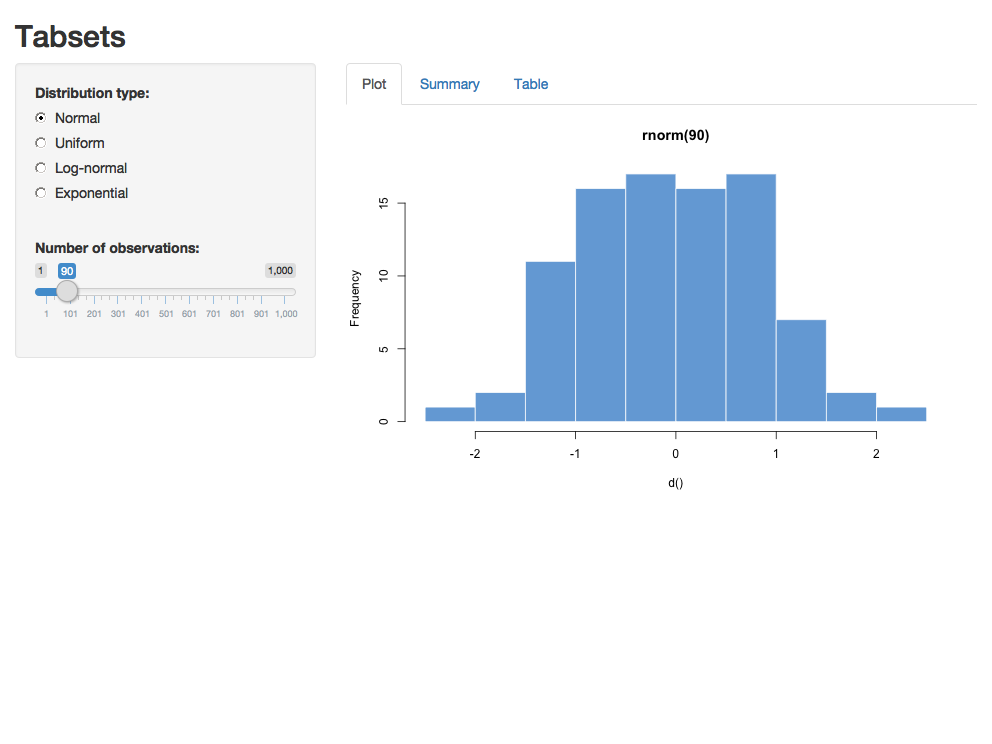 Tabsets
Distribution type:
Normal
Uniform
Log-normal
Exponential
Number of observations:
1 90 1,000
1 101 201 301 401 501 601 701 801 901 1,000
Plot Summary Table
rnorm(90)
Frequency
15
10
5
0
-2 -1 0 1 2
d()